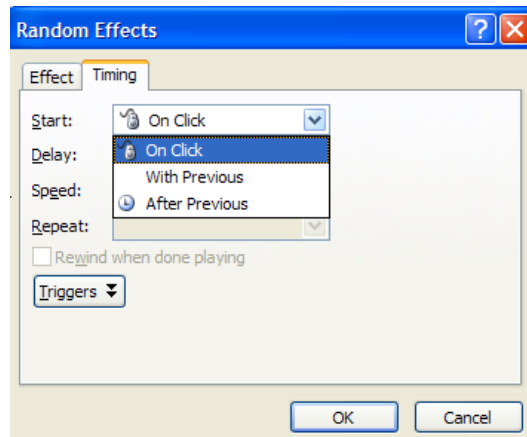 Random Effects
Effect Timing
Start: On Click
Delay: On Click
With Previous
Speed: After Previous
Repeat:
Rewind when done playing
Triggers
OK Cancel